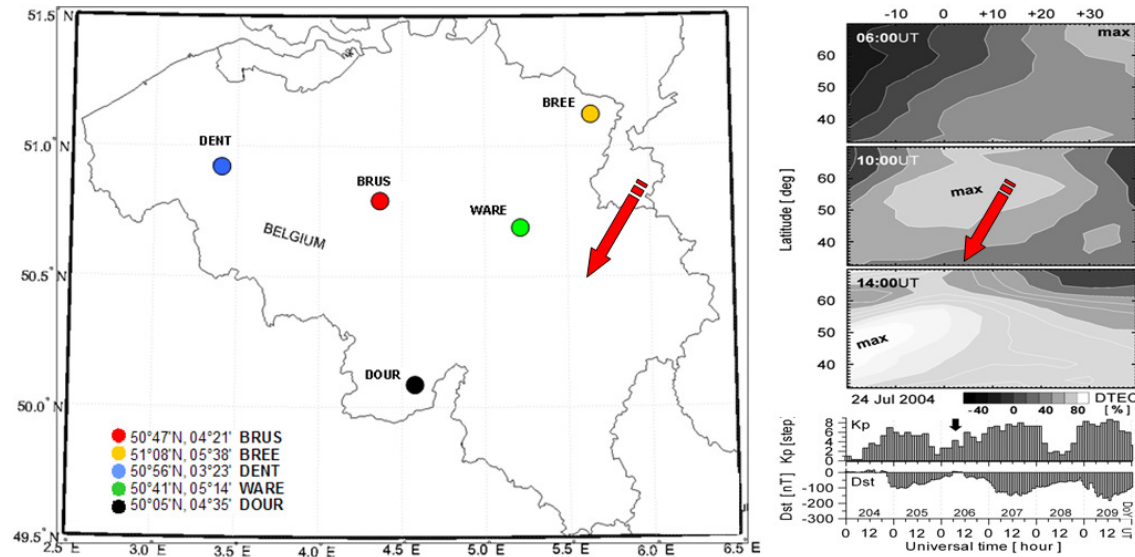 51.5
51.0° N
50.5° N
50.0° N
49.5° N
2.5° E
3.0° E
3.5° E
4.0° E
4.5° E
5.0° E
5.5° E
6.0° E
6.5° E
BREE
DENT
BRUS
WARE
BELGIUM
DOUR
50°47'N, 04°21' BRUS
51°08'N, 05°38' BREE
50°56'N, 03°23' DENT
50°41'N, 05°14' WARE
50°05'N, 04°35' DOUR
-10 0 +10 +20 +30
06:00UT
max
60
50
40
10:00UT
max
60
50
40
Latitude [ deg ]
14:00UT
max
60
50
40
24 Jul 2004
DTEC
-40 0 40 80 [ % ]
Kp
8
6
4
2
0
Kp [step]
Dst
0
-100
-200
-300
Dst [nT]
204 205 206 207 208 209
DoY
UT
0 12 0 12 0 12 0 12 0 12 0 12
Universal time [ hour ]